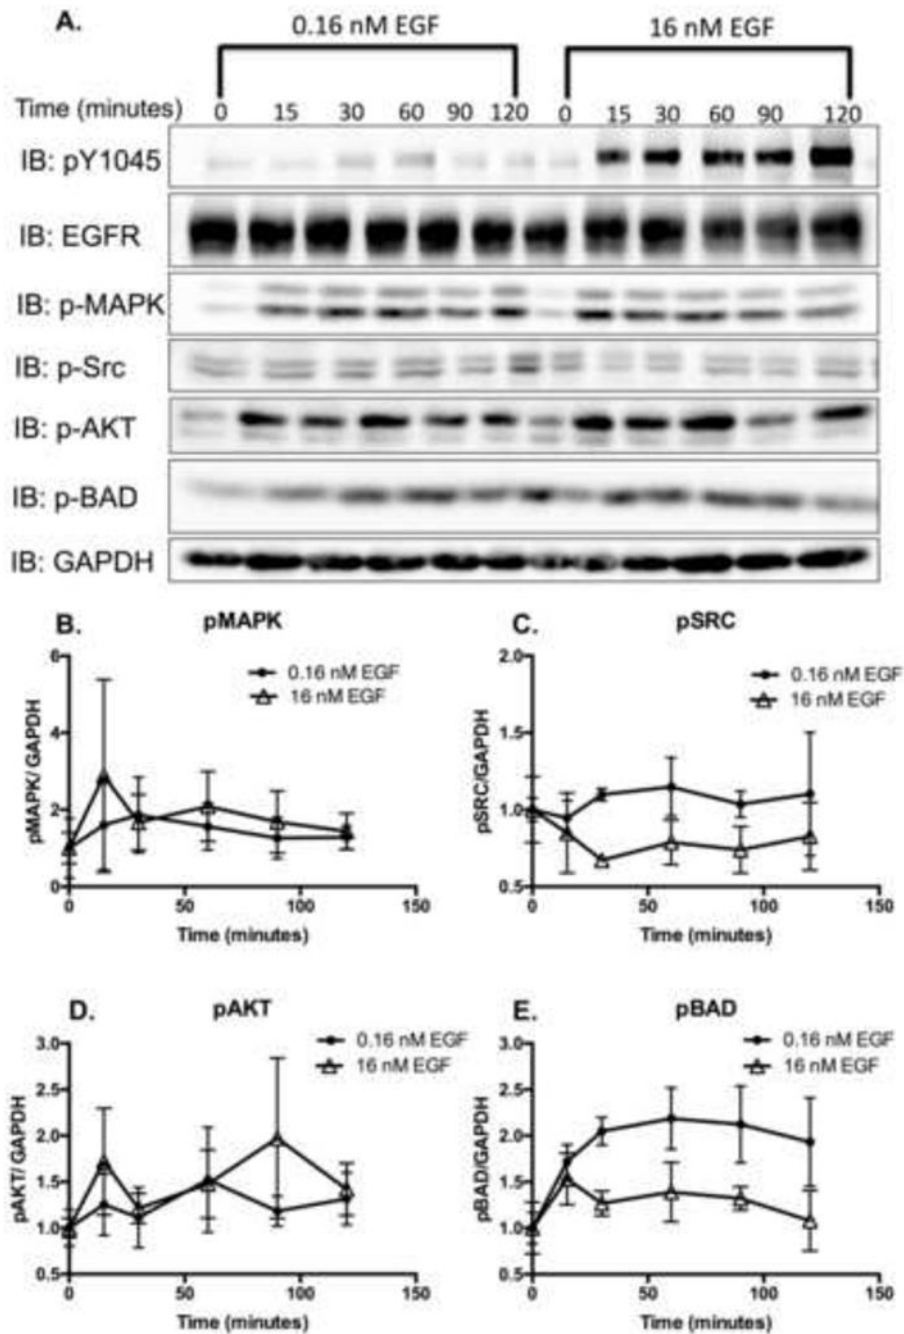 A.
0.16 nM EGF 16 nM EGF
Time (minutes) 0 15 30 60 90 120 0 15 30 60 90 120
IB: pY1045
IB: EGFR
IB: p-MAPK
IB: p-Src
IB: p-AKT
IB: p-BAD
IB: GAPDH
B. pMAPK
pMAPK/ GAPDH
6
4
2
0
0.16 nM EGF
16 nM EGF
0 50 100 150
Time (minutes)
C. pSRC
pSRC/GAPDH
2.0
1.5
1.0
0.5
0.16 nM EGF
16 nM EGF
0 50 100 150
Time (minutes)
D. pAKT
pAKT/ GAPDH
3.0
2.5
2.0
1.5
1.0
0.5
0.16 nM EGF
16 nM EGF
0 50 100 150
Time (minutes)
E. pBAD
pBAD/GAPDH
3.0
2.5
2.0
1.5
1.0
0.5
0.16 nM EGF
16 nM EGF
0 50 100 150
Time (minutes)